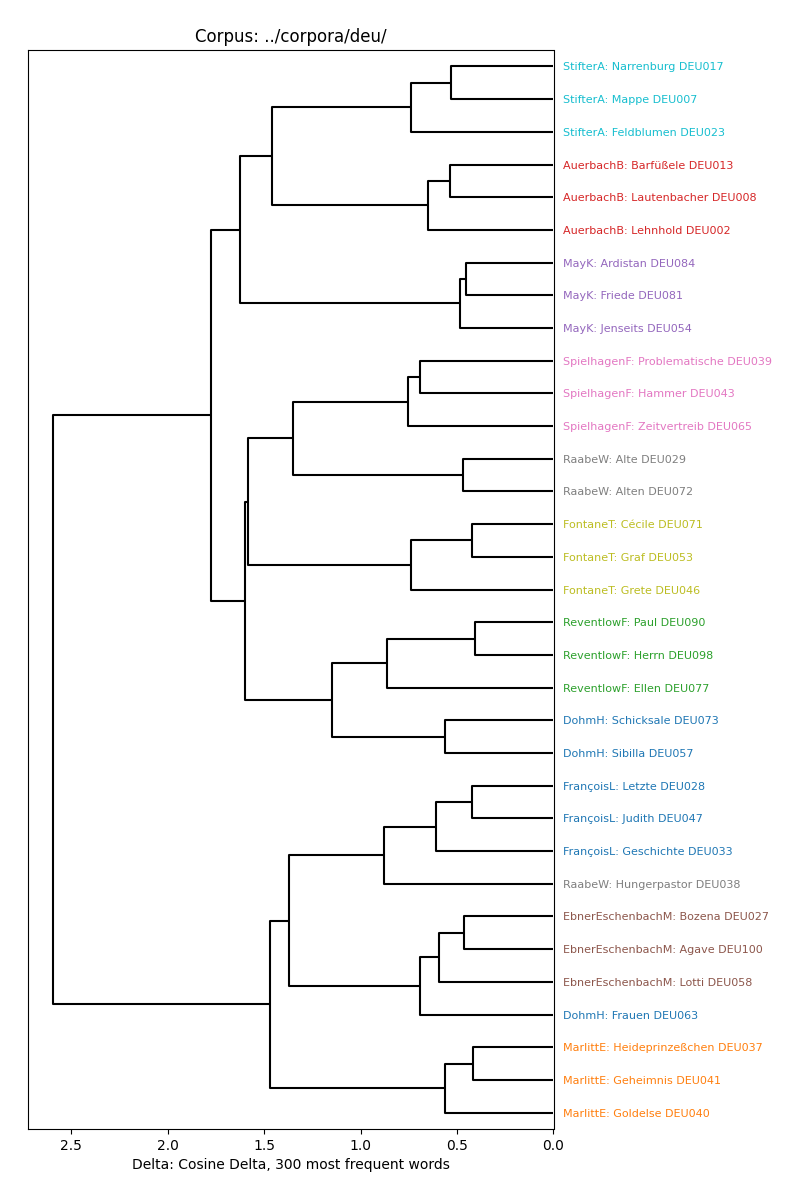 Corpus: ../corpora/deu/
StifterA: Narrenburg DEU017
StifterA: Mappe DEU007
StifterA: Feldblumen DEU023
AuerbachB: Barfüßele DEU013
AuerbachB: Lautenbacher DEU008
AuerbachB: Lehnhold DEU002
MayK: Ardistan DEU084
MayK: Friede DEU081
MayK: Jenseits DEU054
SpielhagenF: Problematische DEU039
SpielhagenF: Hammer DEU043
SpielhagenF: Zeitvertreib DEU065
RaabeW: Alte DEU029
RaabeW: Alten DEU072
FontaneT: Cécile DEU071
FontaneT: Graf DEU053
FontaneT: Grete DEU046
ReventlowF: Paul DEU090
ReventlowF: Herrn DEU098
ReventlowF: Ellen DEU077
DohmH: Schicksale DEU073
DohmH: Sibilla DEU057
FrançoisL: Letzte DEU028
FrançoisL: Judith DEU047
FrançoisL: Geschichte DEU033
RaabeW: Hungerpastor DEU038
EbnerEschenbachM: Bozena DEU027
EbnerEschenbachM: Agave DEU100
EbnerEschenbachM: Lotti DEU058
DohmH: Frauen DEU063
MarlittE: Heideprinzeßchen DEU037
MarlittE: Geheimnis DEU041
MarlittE: Goldelse DEU040
2.5 2.0 1.5 1.0 0.5 0.0
Delta: Cosine Delta, 300 most frequent words